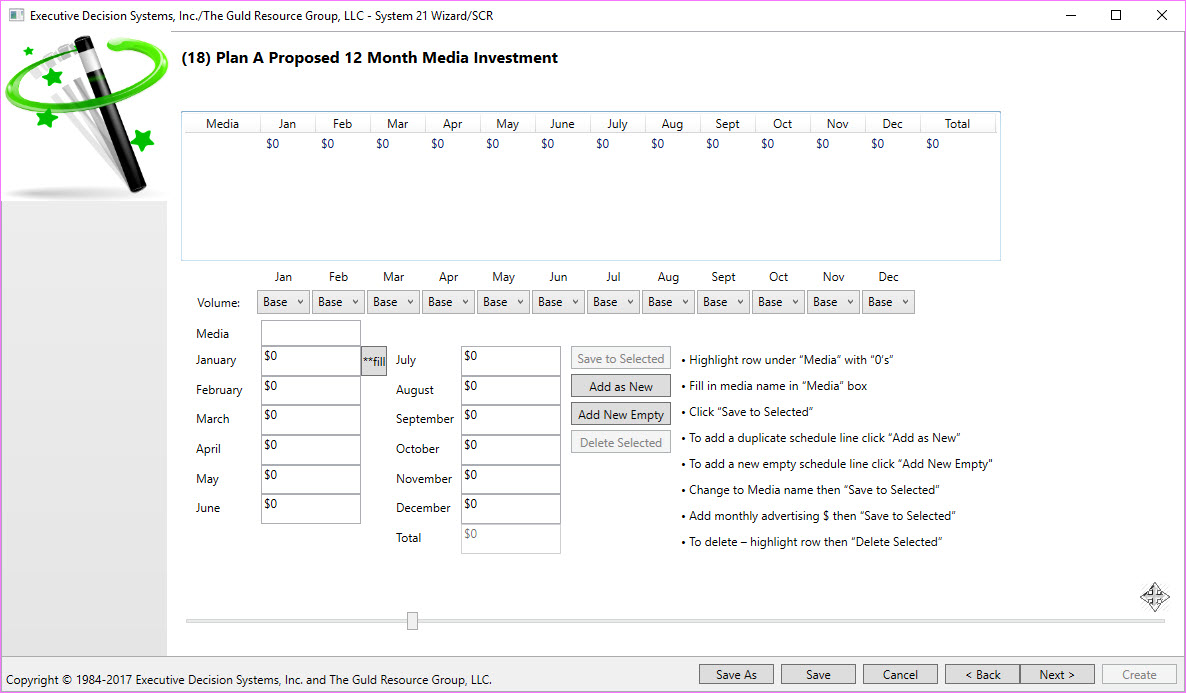 Executive Decision Systems, Inc./The Guld Resource Group, LLC - System 21 Wizard/SCR
(18) Plan A Proposed 12 Month Media Investment
Media Jan Feb Mar Apr May June July Aug Sept Oct Nov Dec Total
$0 $0 $0 $0 $0 $0 $0 $0 $0 $0 $0 $0 $0
Jan Feb Mar Apr May Jun Jul Aug Sept Oct Nov Dec
Volume: Base Base Base Base Base Base Base Base Base Base Base Base
Media
January $0 **fill July $0 Save to Selected • Highlight row under “Media” with “0’s”
February $0 August $0 Add as New • Fill in media name in “Media” box
March $0 September $0 Add New Empty • Click “Save to Selected”
April $0 October $0 Delete Selected • To add a duplicate schedule line click “Add as New”
May $0 November $0 • To add a new empty schedule line click “Add New Empty"
June $0 December $0 • Change to Media name then “Save to Selected”
Total $0 • Add monthly advertising $ then “Save to Selected”
• To delete – highlight row then “Delete Selected”
Copyright © 1984-2017 Executive Decision Systems, Inc. and The Guld Resource Group, LLC. Save As Save Cancel < Back Next > Create